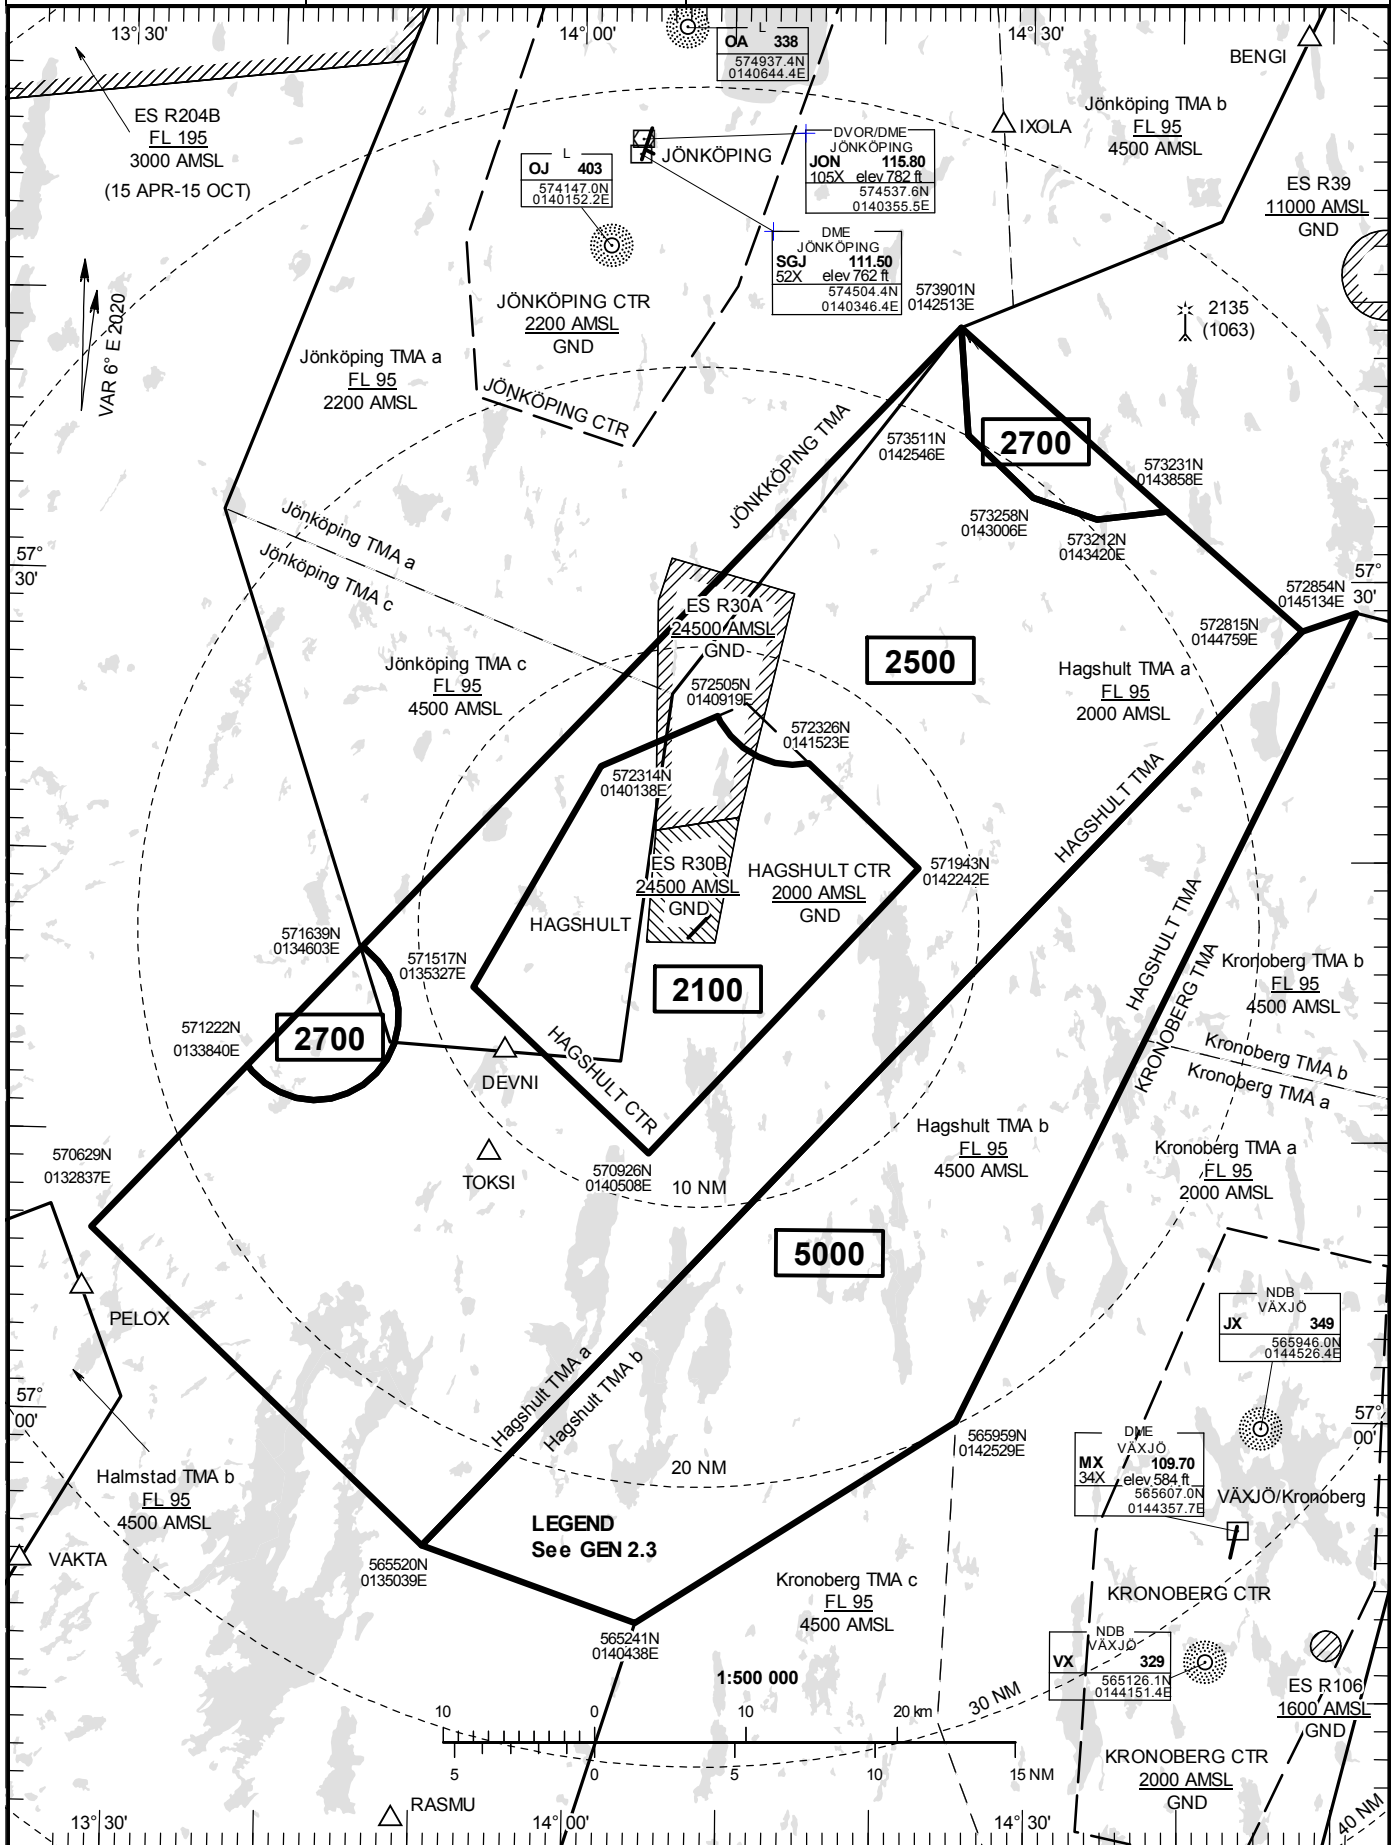 13° 30'
14° 00'
14° 30'
L
OA 338
574937.4N
0140644.4E
BENGI
ES R204B
FL 195
3000 AMSL
(15 APR-15 OCT)
Jönköping TMA b
FL 95
4500 AMSL
IXOLA
JÖNKÖPING
L
OJ 403
574147.0N
0140152.2E
DVOR/DME
JÖNKÖPING
JON 115.80
105X elev 782 ft
574537.6N
0140355.5E
ES R39
11000 AMSL
GND
DME
JÖNKÖPING
SGJ 111.50
52X elev 762 ft
574504.4N
0140346.4E
573901N
0142513E
VAR 6° E 2020
JÖNKÖPING CTR
2200 AMSL
GND
2135
(1063)
Jönköping TMA a
FL 95
2200 AMSL
JÖNKÖPING CTR
JÖNKKÖPING TMA
573511N
0142546E
2700
573231N
0143858E
573258N
0143006E
573212N
0143420E
Jönköping TMA a
Jönköping TMA c
57°
30'
57°
30'
572854N
0145134E
572815N
0144759E
ES R30A
24500 AMSL
GND
2500
Jönköping TMA c
FL 95
4500 AMSL
Hagshult TMA a
FL 95
2000 AMSL
572505N
0140919E
572326N
0141523E
572314N
0140138E
HAGSHULT TMA
ES R30B
24500 AMSL
GND
HAGSHULT CTR
2000 AMSL
GND
571943N
0142242E
HAGSHULT
571639N
0134603E
571517N
0135327E
HAGSHULT TMA
KRONOBERG TMA
Kronoberg TMA b
FL 95
4500 AMSL
2100
571222N
0133840E
2700
DEVNI
HAGSHULT CTR
Kronoberg TMA b
Kronoberg TMA a
Hagshult TMA b
FL 95
4500 AMSL
Kronoberg TMA a
FL 95
2000 AMSL
570629N
0132837E
TOKSI
570926N
0140508E
10 NM
5000
PELOX
NDB
VÄXJÖ
JX 349
565946.0N
0144526.4E
Hagshult TMA a
Hagshult TMA b
57°
00'
57°
00'
565959N
0142529E
20 NM
DME
VÄXJÖ
MX 109.70
34X elev 584 ft
565607.0N
0144357.7E
VÄXJÖ/Kronoberg
Halmstad TMA b
FL 95
4500 AMSL
LEGEND
See GEN 2.3
VAKTA
565520N
0135039E
Kronoberg TMA c
FL 95
4500 AMSL
KRONOBERG CTR
565241N
0140438E
NDB
VÄXJÖ
VX 329
565126.1N
0144151.4E
1:500 000
30 NM
ES R106
1600 AMSL
GND
10 0 10 20 km
5 0 5 10 15 NM
KRONOBERG CTR
2000 AMSL
GND
RASMU
40 NM
13° 30'
14° 00'
14° 30'